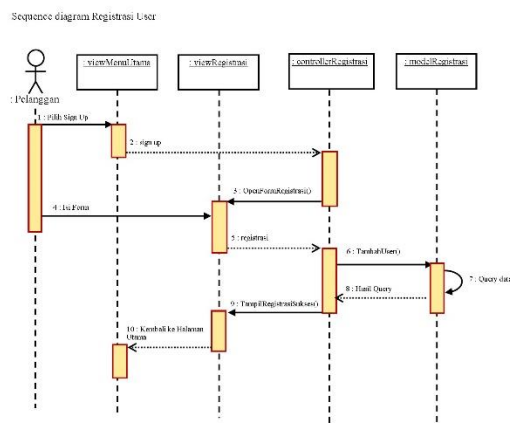 Sequence diagram Registrasi User
: viewMenuUtama
: viewRegistrasi
: controllerRegistrasi
: modelRegistrasi
: Pelanggan
1 : Pilih Sign Up
2 : sign up
3 : OpenFormRegistrasi()
4 : Isi Form
5 : registrasi
6 : TambahUser()
7 : Query data
8 : Hasil Query
9 : TampilRegistrasiSukses()
10 : Kembali ke Halaman
Utama